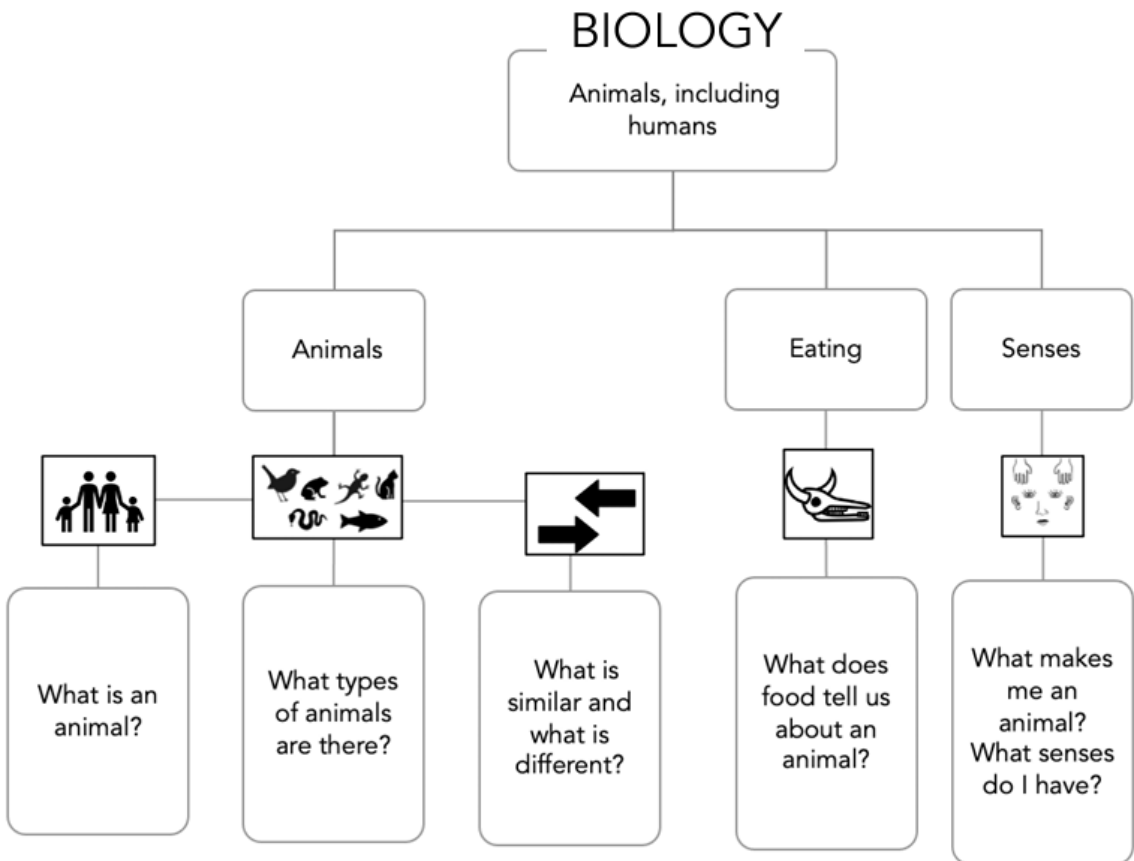 BIOLOGY
Animals, including
humans
Animals
Eating
Senses
What is an
animal?
What types
of animals
are there?
What is
similar and
what is
different?
What does
food tell us
about an
animal?
What makes
me an
animal?
What senses
do I have?